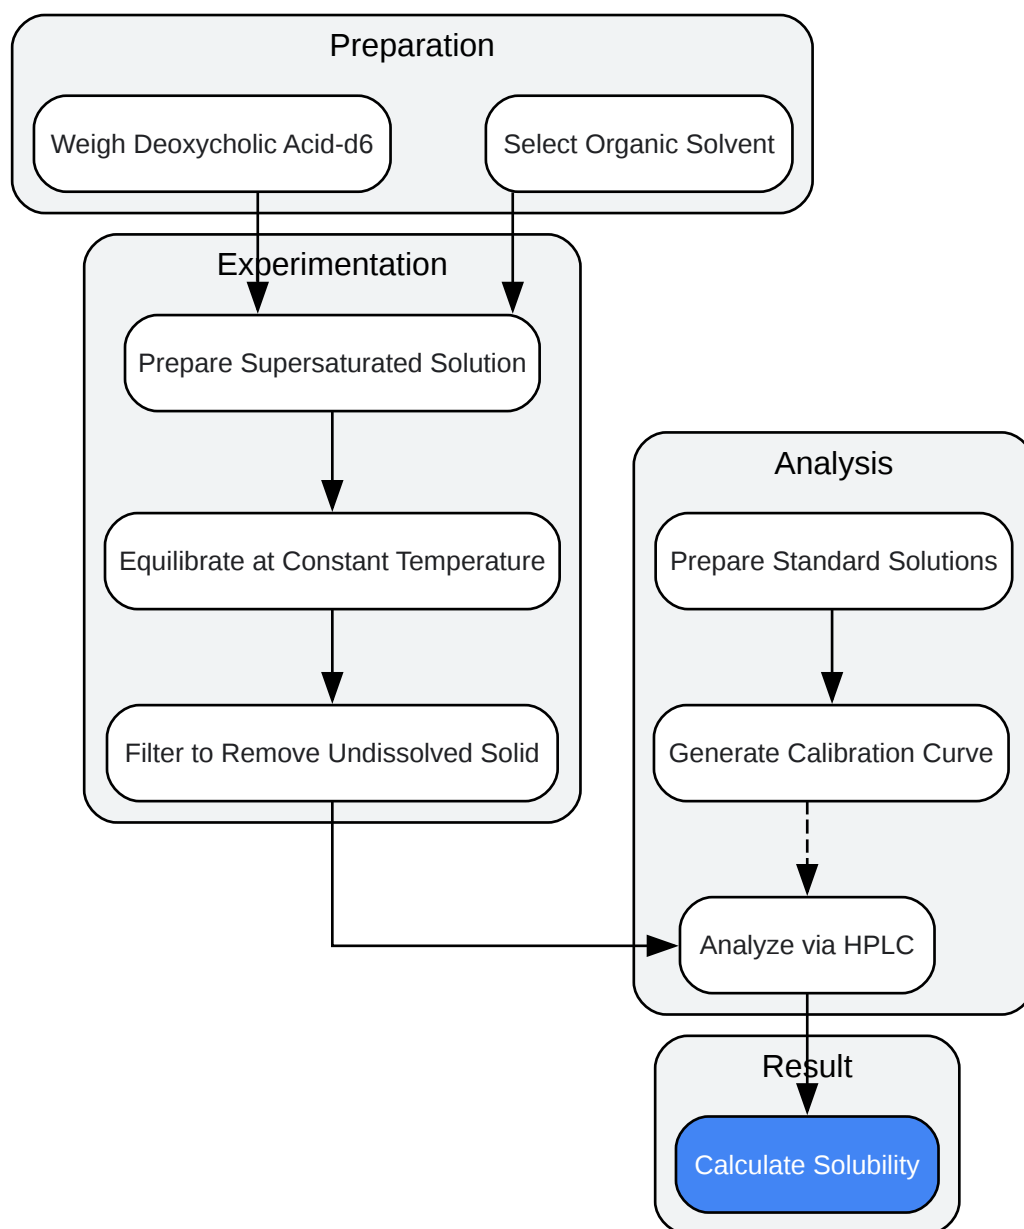 Preparation
Weigh Deoxycholic Acid-d6
Select Organic Solvent
Experimentation
Prepare Supersaturated Solution
Equilibrate at Constant Temperature
Filter to Remove Undissolved Solid
Analysis
Prepare Standard Solutions
Generate Calibration Curve
Analyze via HPLC
Result
Calculate Solubility